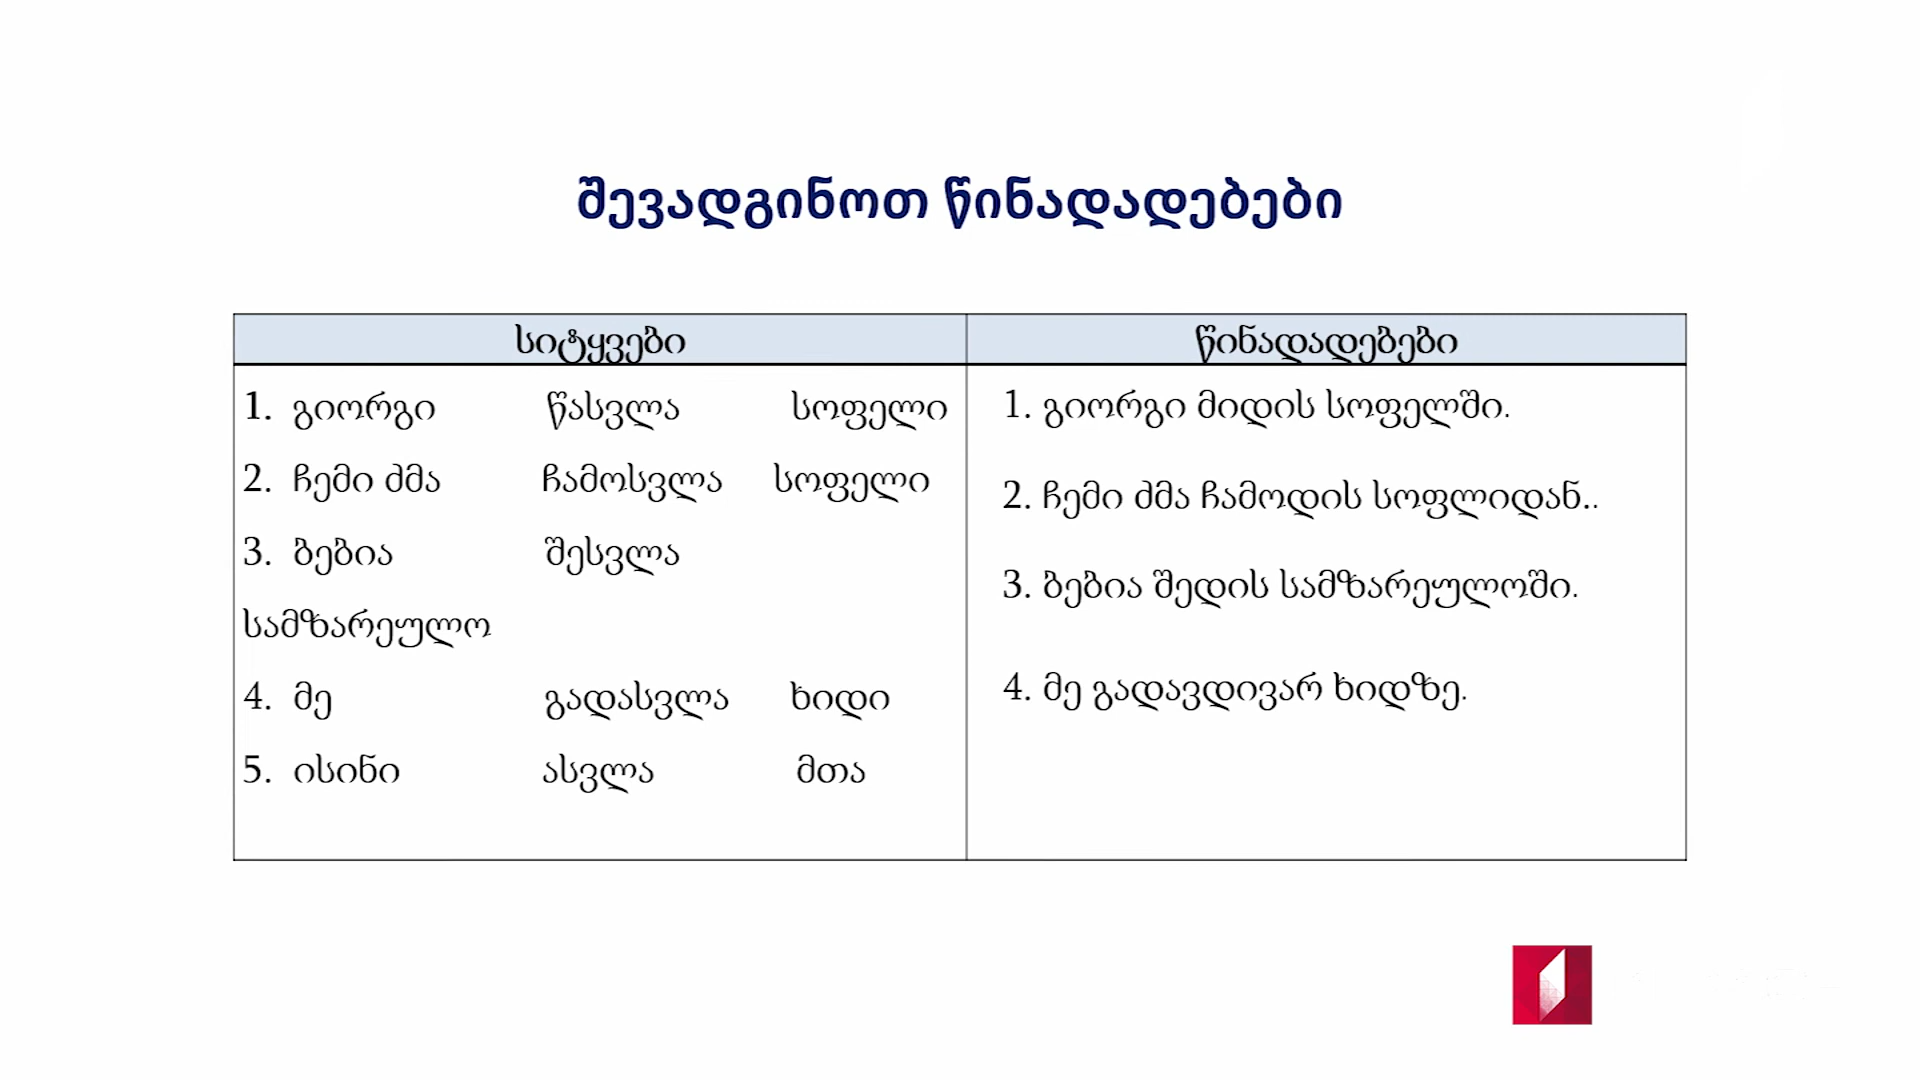 შევადგინოთ წინადადებები
სიტყვები წინადადებები
1. გიორგი წასვლა სოფელი
2. ჩემი ძმა ჩამოსვლა სოფელი
3. ბებია შესვლა
სამზარეულო
4. მე გადასვლა ხიდი
5. ისინი ასვლა მთა
1. გიორგი მიდის სოფელში.
2. ჩემი ძმა ჩამოდის სოფლიდან..
3. ბებია შედის სამზარეულოში.
4. მე გადავდივარ ხიდზე.